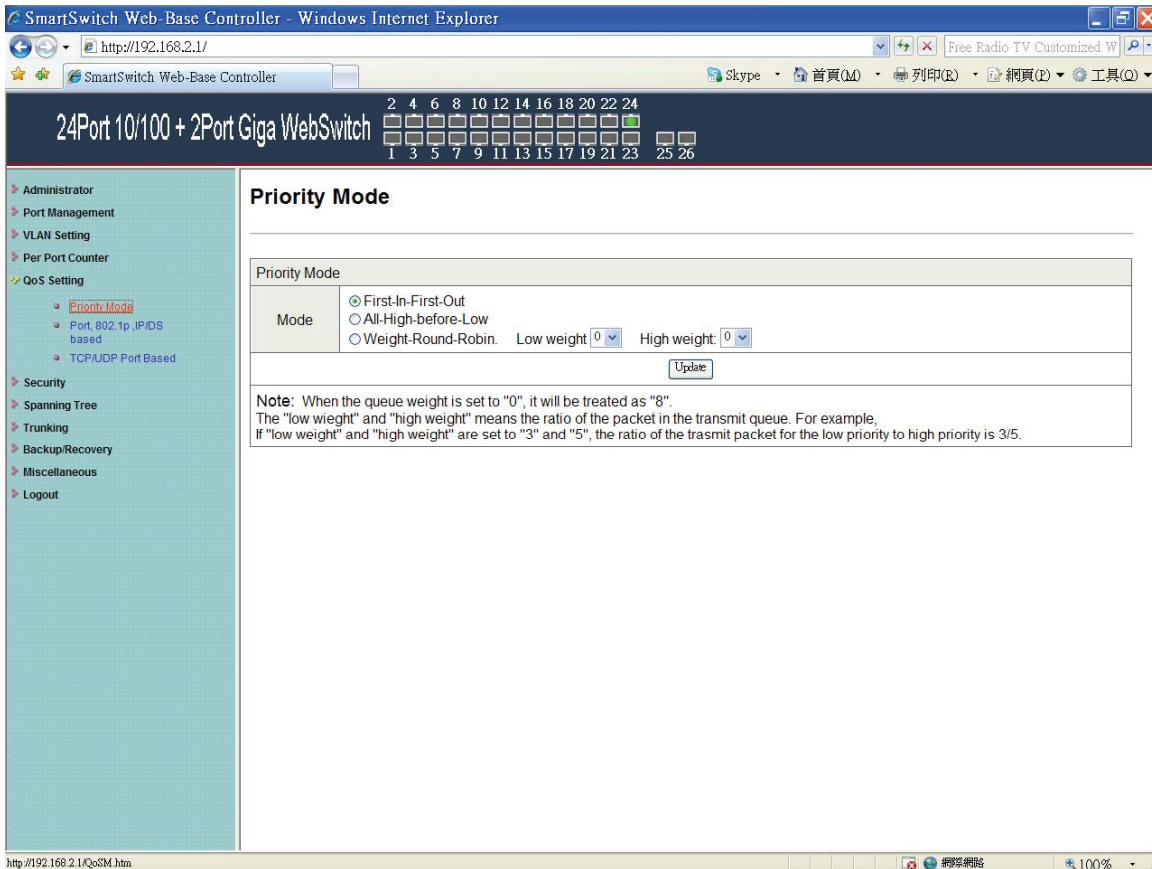 SmartSwitch Web-Base Controller - Windows Internet Explorer
http://192.168.2.1/
Free Radio TV Customized W
SmartSwitch Web-Base Controller
Skype
首頁(M)
列印(R)
網頁(P)
工具(O)
24Port 10/100 + 2Port Giga WebSwitch
2 4 6 8 10 12 14 16 18 20 22 24
1 3 5 7 9 11 13 15 17 19 21 23 25 26
Administrator
Port Management
VLAN Setting
Per Port Counter
QoS Setting
Priority Mode
Port, 802.1p ,IP/DS
based
TCP/UDP Port Based
Security
Spanning Tree
Trunking
Backup/Recovery
Miscellaneous
Logout
Priority Mode
Priority Mode
Mode
First-In-First-Out
All-High-before-Low
Weight-Round-Robin. Low weight 0 High weight: 0
Update
Note: When the queue weight is set to "0", it will be treated as "8".
The "low wieght" and "high weight" means the ratio of the packet in the transmit queue. For example,
If "low weight" and "high weight" are set to "3" and "5", the ratio of the trasmit packet for the low priority to high priority is 3/5.
http://192.168.2.1/QoSM.htm
網際網路
100%